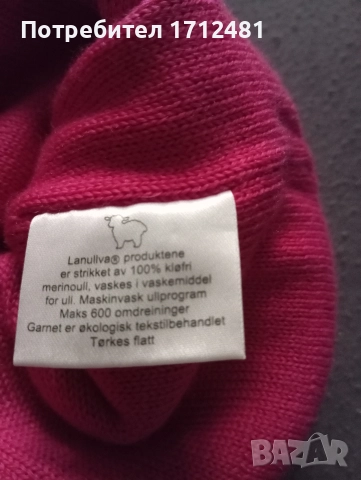 Потребител 1712481
Lanullva® produktene
er strikket av 100% kløfri
merinoull, vaskes i vaskemiddel
for ull. Maskinvask ullprogram
Maks 600 omdreininger
Garnet er økologisk tekstilbehandlet
Tørkes flatt
BAZAR